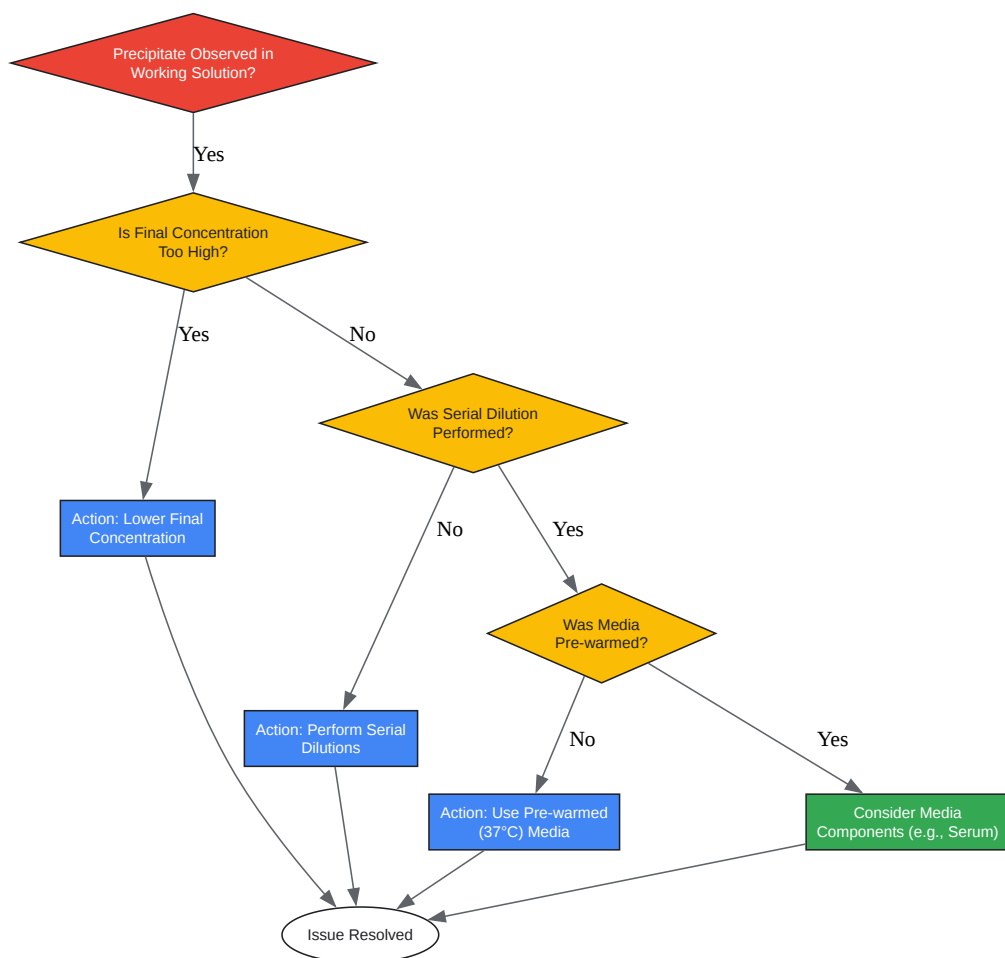 Precipitate Observed in
Working Solution?
Yes
Is Final Concentration
Too High?
Yes
No
Was Serial Dilution
Performed?
Action: Lower Final
Concentration
No
Yes
Was Media
Pre-warmed?
Action: Perform Serial
Dilutions
No
Yes
Action: Use Pre-warmed
(37°C) Media
Consider Media
Components (e.g., Serum)
Issue Resolved